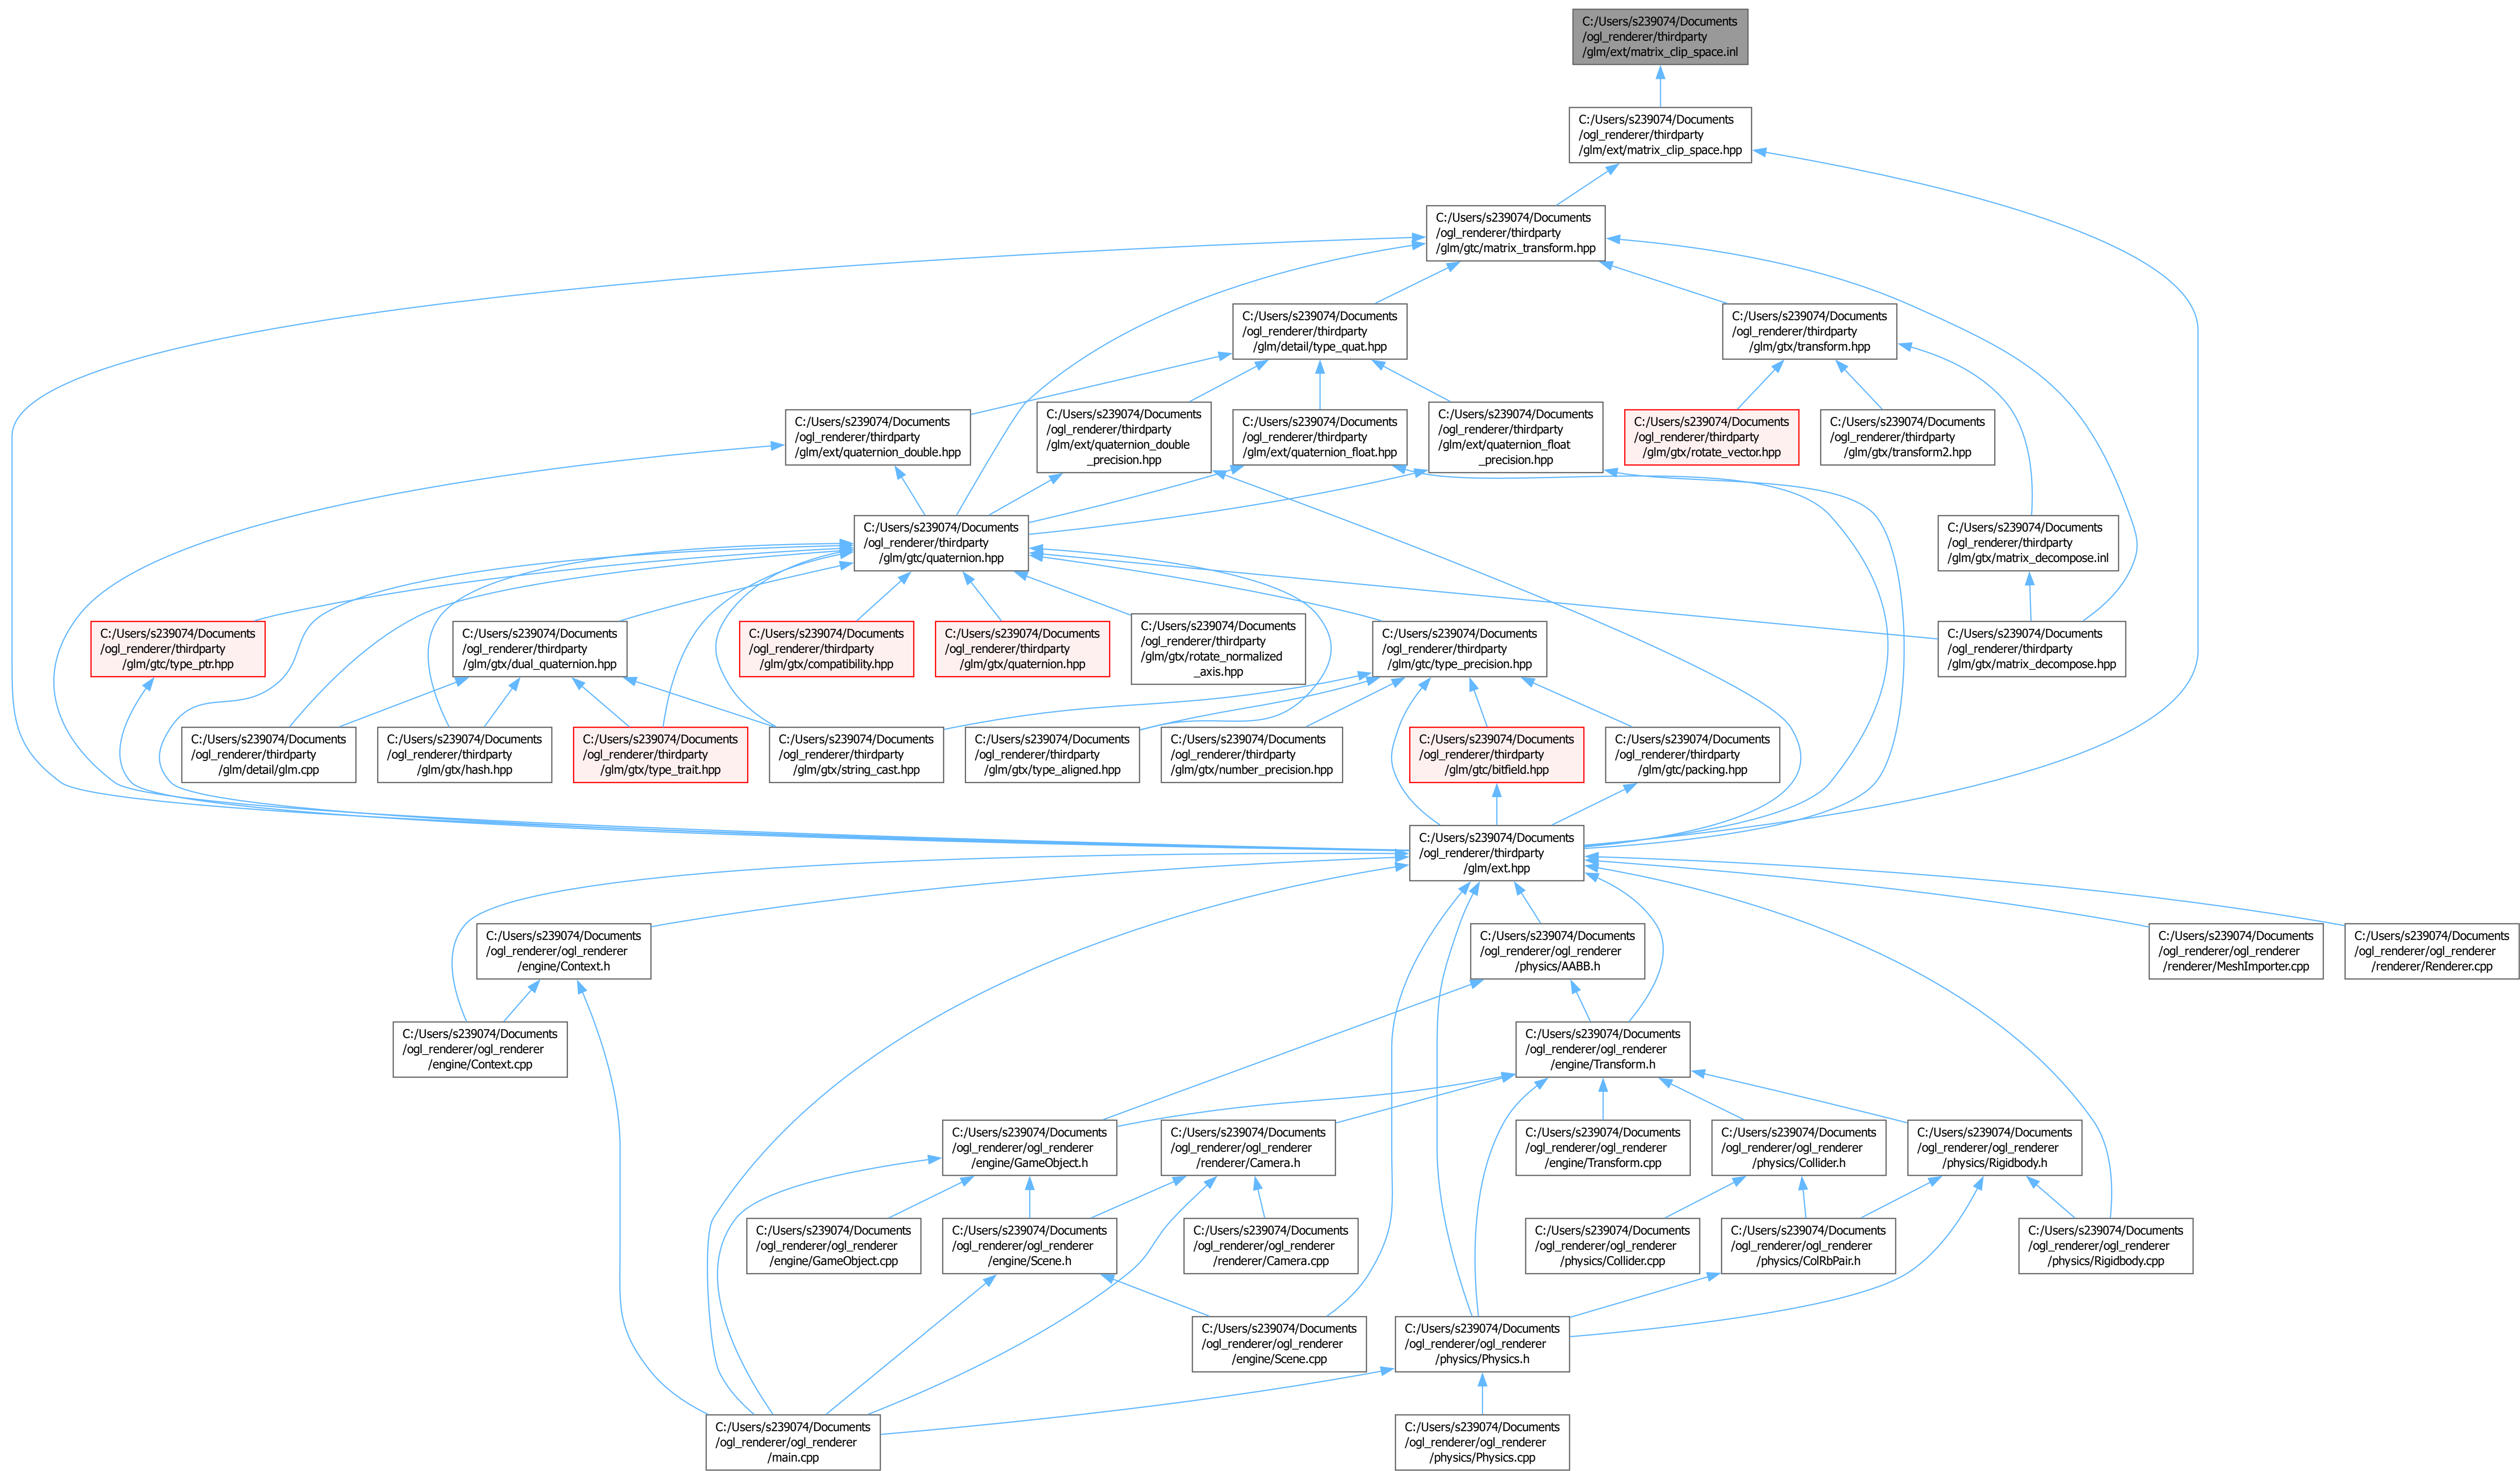 C:/Users/s239074/Documents
/ogl_renderer/thirdparty
/glm/ext/matrix_clip_space.inl
C:/Users/s239074/Documents
/ogl_renderer/thirdparty
/glm/ext/matrix_clip_space.hpp
C:/Users/s239074/Documents
/ogl_renderer/thirdparty
/glm/gtc/matrix_transform.hpp
C:/Users/s239074/Documents
/ogl_renderer/thirdparty
/glm/detail/type_quat.hpp
C:/Users/s239074/Documents
/ogl_renderer/thirdparty
/glm/gtx/transform.hpp
C:/Users/s239074/Documents
/ogl_renderer/thirdparty
/glm/ext/quaternion_double.hpp
C:/Users/s239074/Documents
/ogl_renderer/thirdparty
/glm/ext/quaternion_double
_precision.hpp
C:/Users/s239074/Documents
/ogl_renderer/thirdparty
/glm/ext/quaternion_float.hpp
C:/Users/s239074/Documents
/ogl_renderer/thirdparty
/glm/ext/quaternion_float
_precision.hpp
C:/Users/s239074/Documents
/ogl_renderer/thirdparty
/glm/gtx/rotate_vector.hpp
C:/Users/s239074/Documents
/ogl_renderer/thirdparty
/glm/gtx/transform2.hpp
C:/Users/s239074/Documents
/ogl_renderer/thirdparty
/glm/gtc/quaternion.hpp
C:/Users/s239074/Documents
/ogl_renderer/thirdparty
/glm/gtx/matrix_decompose.inl
C:/Users/s239074/Documents
/ogl_renderer/thirdparty
/glm/gtc/type_ptr.hpp
C:/Users/s239074/Documents
/ogl_renderer/thirdparty
/glm/gtx/dual_quaternion.hpp
C:/Users/s239074/Documents
/ogl_renderer/thirdparty
/glm/gtx/compatibility.hpp
C:/Users/s239074/Documents
/ogl_renderer/thirdparty
/glm/gtx/quaternion.hpp
C:/Users/s239074/Documents
/ogl_renderer/thirdparty
/glm/gtx/rotate_normalized
_axis.hpp
C:/Users/s239074/Documents
/ogl_renderer/thirdparty
/glm/gtc/type_precision.hpp
C:/Users/s239074/Documents
/ogl_renderer/thirdparty
/glm/gtx/matrix_decompose.hpp
C:/Users/s239074/Documents
/ogl_renderer/thirdparty
/glm/detail/glm.cpp
C:/Users/s239074/Documents
/ogl_renderer/thirdparty
/glm/gtx/hash.hpp
C:/Users/s239074/Documents
/ogl_renderer/thirdparty
/glm/gtx/type_trait.hpp
C:/Users/s239074/Documents
/ogl_renderer/thirdparty
/glm/gtx/string_cast.hpp
C:/Users/s239074/Documents
/ogl_renderer/thirdparty
/glm/gtx/type_aligned.hpp
C:/Users/s239074/Documents
/ogl_renderer/thirdparty
/glm/gtx/number_precision.hpp
C:/Users/s239074/Documents
/ogl_renderer/thirdparty
/glm/gtc/bitfield.hpp
C:/Users/s239074/Documents
/ogl_renderer/thirdparty
/glm/gtc/packing.hpp
C:/Users/s239074/Documents
/ogl_renderer/thirdparty
/glm/ext.hpp
C:/Users/s239074/Documents
/ogl_renderer/ogl_renderer
/engine/Context.h
C:/Users/s239074/Documents
/ogl_renderer/ogl_renderer
/physics/AABB.h
C:/Users/s239074/Documents
/ogl_renderer/ogl_renderer
/renderer/MeshImporter.cpp
C:/Users/s239074/Documents
/ogl_renderer/ogl_renderer
/renderer/Renderer.cpp
C:/Users/s239074/Documents
/ogl_renderer/ogl_renderer
/engine/Context.cpp
C:/Users/s239074/Documents
/ogl_renderer/ogl_renderer
/engine/Transform.h
C:/Users/s239074/Documents
/ogl_renderer/ogl_renderer
/engine/GameObject.h
C:/Users/s239074/Documents
/ogl_renderer/ogl_renderer
/renderer/Camera.h
C:/Users/s239074/Documents
/ogl_renderer/ogl_renderer
/engine/Transform.cpp
C:/Users/s239074/Documents
/ogl_renderer/ogl_renderer
/physics/Collider.h
C:/Users/s239074/Documents
/ogl_renderer/ogl_renderer
/physics/Rigidbody.h
C:/Users/s239074/Documents
/ogl_renderer/ogl_renderer
/engine/GameObject.cpp
C:/Users/s239074/Documents
/ogl_renderer/ogl_renderer
/engine/Scene.h
C:/Users/s239074/Documents
/ogl_renderer/ogl_renderer
/renderer/Camera.cpp
C:/Users/s239074/Documents
/ogl_renderer/ogl_renderer
/physics/Collider.cpp
C:/Users/s239074/Documents
/ogl_renderer/ogl_renderer
/physics/ColRbPair.h
C:/Users/s239074/Documents
/ogl_renderer/ogl_renderer
/physics/Rigidbody.cpp
C:/Users/s239074/Documents
/ogl_renderer/ogl_renderer
/engine/Scene.cpp
C:/Users/s239074/Documents
/ogl_renderer/ogl_renderer
/physics/Physics.h
C:/Users/s239074/Documents
/ogl_renderer/ogl_renderer
/main.cpp
C:/Users/s239074/Documents
/ogl_renderer/ogl_renderer
/physics/Physics.cpp